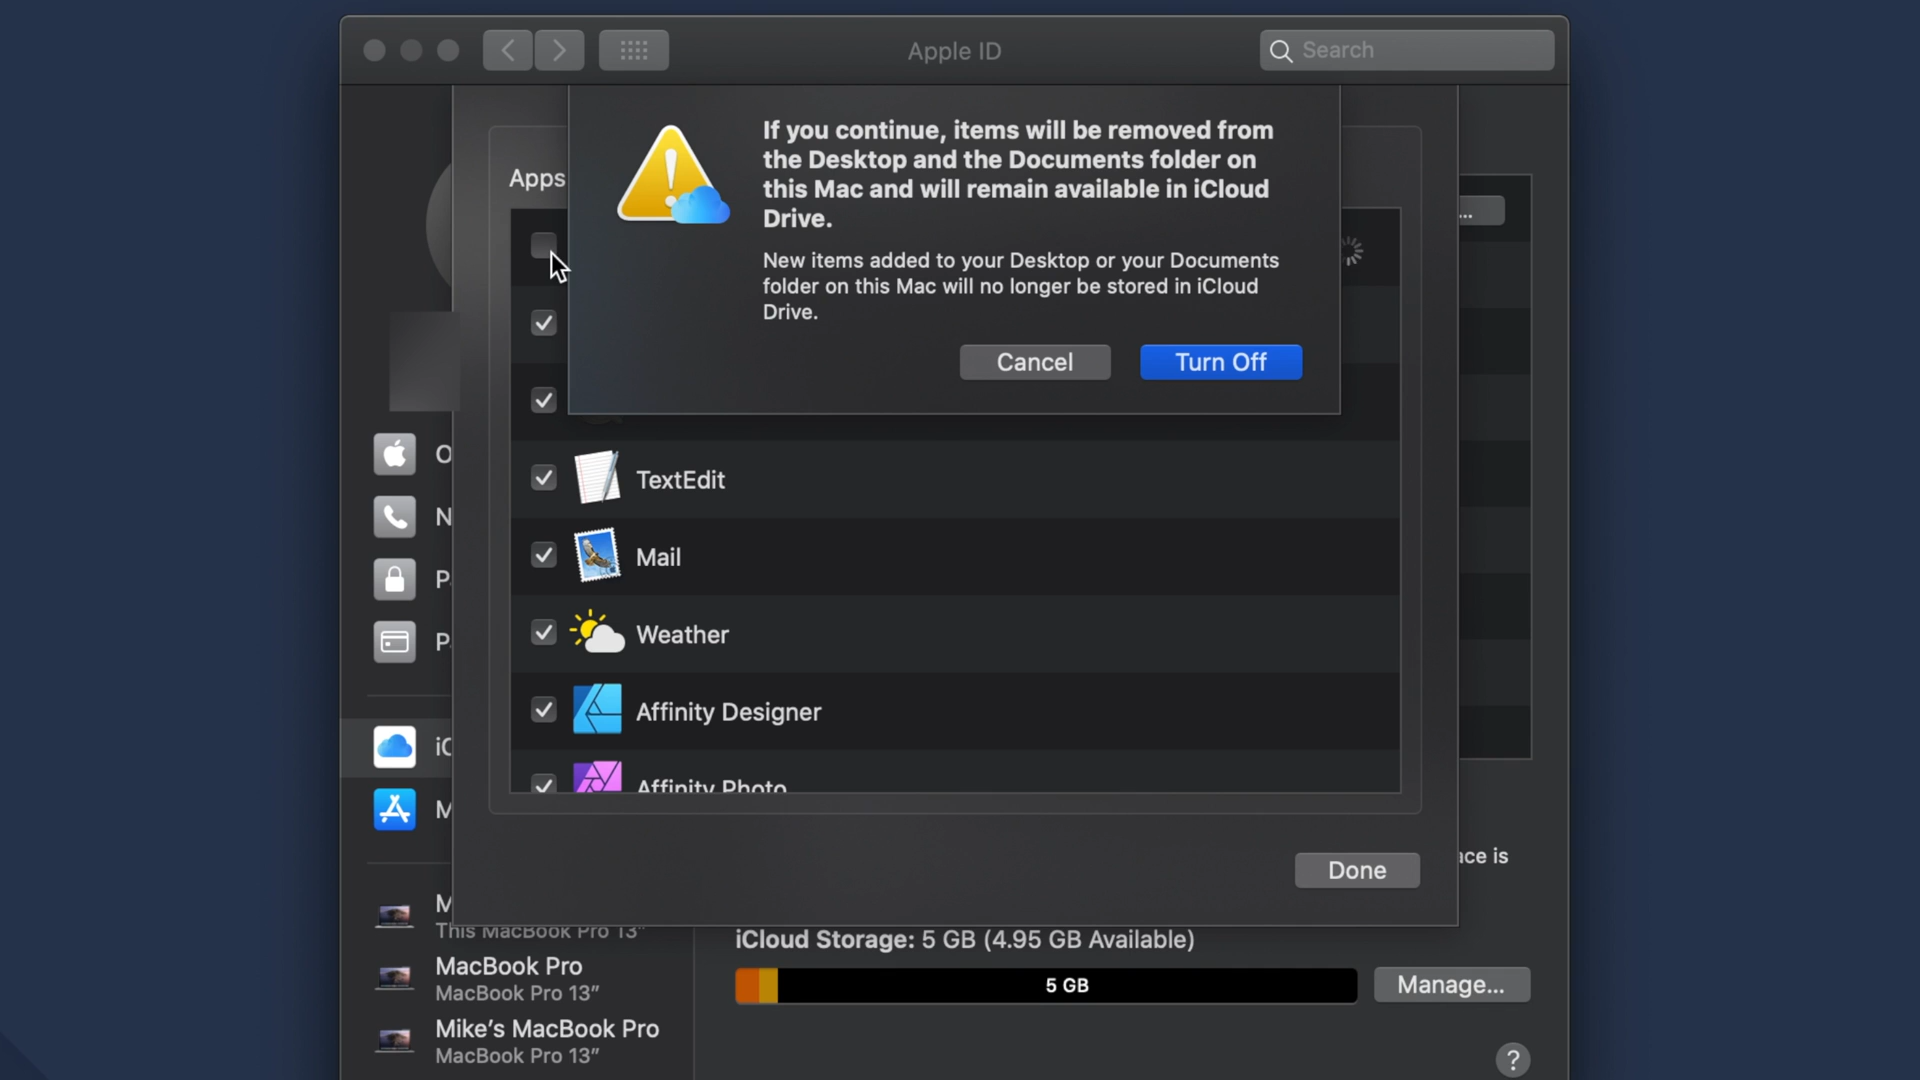 Apple ID
Search
If you continue, items will be removed from
the Desktop and the Documents folder on
this Mac and will remain available in iCloud
Drive.
New items added to your Desktop or your Documents
folder on this Mac will no longer be stored in iCloud
Drive.
Cancel
Turn Off
Apps
...
O
N
P
P
iC
M
TextEdit
Mail
Weather
Affinity Designer
Affinity Photo
Done
ace is
M
This MacBook Pro 13"
MacBook Pro
MacBook Pro 13"
Mike's MacBook Pro
MacBook Pro 13"
iCloud Storage: 5 GB (4.95 GB Available)
5 GB
Manage...
?